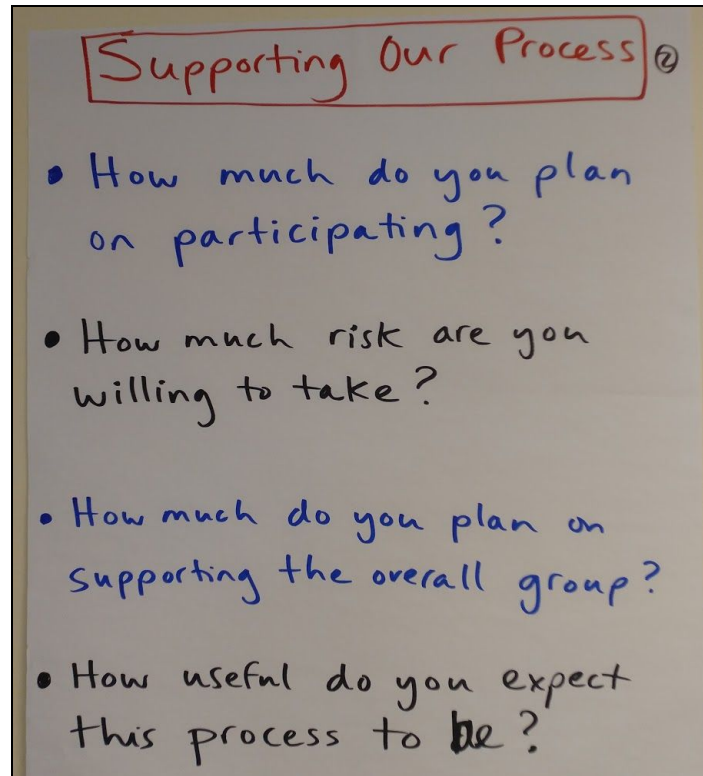 Supporting Our Process ②
• How much do you plan
on participating?
• How much risk are you
willing to take?
• How much do you plan on
supporting the overall group?
• How useful do you expect
this process to be?